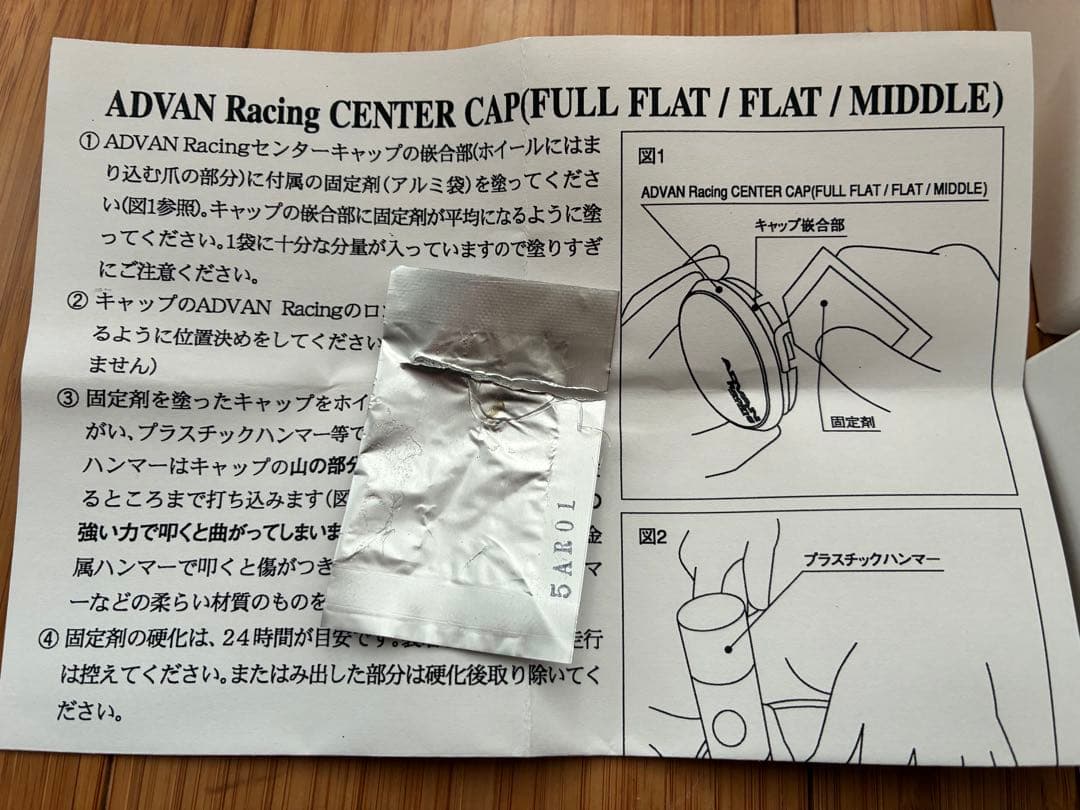 ADVAN Racing CENTER CAP(FULL FLAT / FLAT / MIDDLE)
① ADVAN Racingセンターキャップの嵌合部(ホイールにはま
り込む爪の部分)に付属の固定剤(アルミ袋)を塗ってくださ
い(図1参照)。キャップの嵌合部に固定剤が平均になるように塗
ってください。1袋に十分な分量が入っていますので塗りすぎ
にご注意ください。
② キャップのADVAN Racingのロ
るように位置決めをしてください
ません)
③ 固定剤を塗ったキャップをホイ
がい、プラスチックハンマー等で
ハンマーはキャップの山の部分
るところまで打ち込みます(図
強い力で叩くと曲がってしまいま
金
属ハンマーで叩くと傷がつき
マ
ーなどの柔らい材質のものを
④ 固定剤の硬化は、24時間が目安です。
走行
は控えてください。またはみ出した部分は硬化後取り除いてく
ださい。
5AR01
図1
ADVAN Racing CENTER CAP(FULL FLAT / FLAT / MIDDLE)
キャップ嵌合部
固定剤
図2
プラスチックハンマー